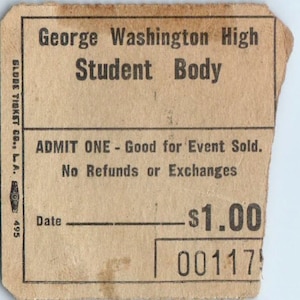 George Washington High
Student Body
ADMIT ONE - Good for Event Sold.
No Refunds or Exchanges
Date $1.00
001175
GLOBE TICKET CO., L. A. 495